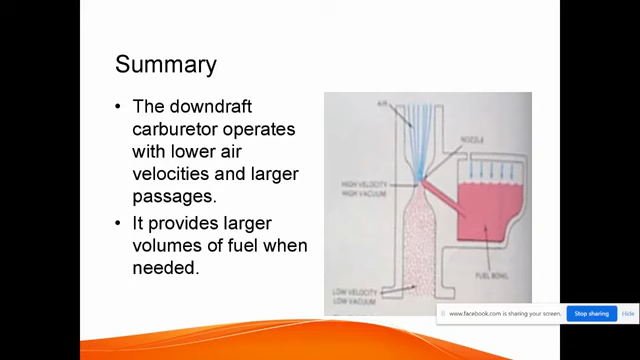 Summary
• The downdraft
carburetor operates
with lower air
velocities and larger
passages.
• It provides larger
volumes of fuel when
needed.
AIR
NOZZLE
HIGH VELOCITY
HIGH VACUUM
FUEL BOWL
LOW VELOCITY
LOW VACUUM
www.facebook.com is sharing your screen.
Stop sharing
Hide